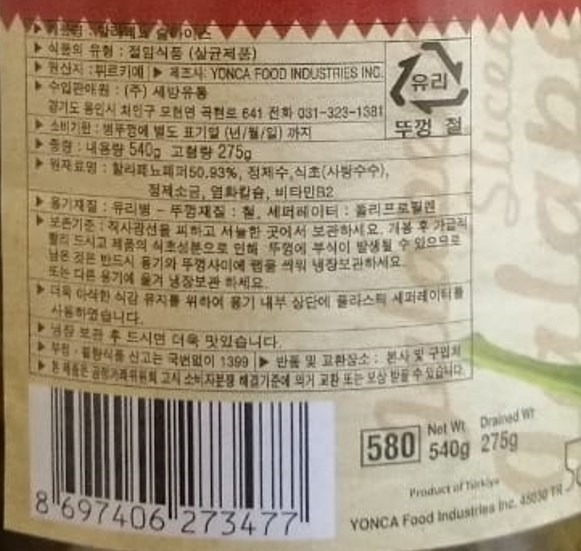 ▶ 식품의 유형 : 절임식품 (살균제품)
▶ 원산지 : 튀르키예 ▶ 제조사: YONCA FOOD INDUSTRIES INC.
▶ 수입판매원 : (주) 세방유통
경기도 용인시 처인구 모현면 곡현로 641 전화 031-323-1381
▶ 소비기한 : 병뚜껑에 별도 표기일 (년/월/일) 까지
▶ 중량 : 내용량 540g 고형량 275g
▶ 원재료명 : 할라페뇨페퍼50.93%, 정제수, 식초(사탕수수),
정제소금, 염화칼슘, 비타민B2
▶ 용기재질 : 유리병 - 뚜껑재질 : 철, 세퍼레이터 : 폴리프로필렌
▶ 보존기준 : 직사광선을 피하고 서늘한 곳에서 보관하세요. 개봉 후 가급적
빨리 드시고 제품의 식초성분으로 인해 뚜껑에 부식이 발생될 수 있으므로
남은 것은 반드시 용기와 뚜껑사이에 랩을 씌워 냉장보관하세요.
또는 다른 용기에 옮겨 냉장보관 하세요.
▶ 더욱 아삭한 식감 유지를 위하여 용기 내부 상단에 플라스틱 세퍼레이터를
사용하였습니다.
▶ 냉장 보관 후 드시면 더욱 맛있습니다.
▶ 부정 · 불량식품 신고는 국번없이 1399 ▶ 반품 및 교환장소 : 본사 및 구입처
▶ 본 제품은 공정거래위원회 고시 소비자분쟁 해결기준에 의거 교환 또는 보상 받을 수 있습니다.
유리
뚜껑 철
8 697406 273477
580
Net Wt Drained Wt
540g 275g
Product of Türkiye
YONCA Food Industries Inc. 45030 TR